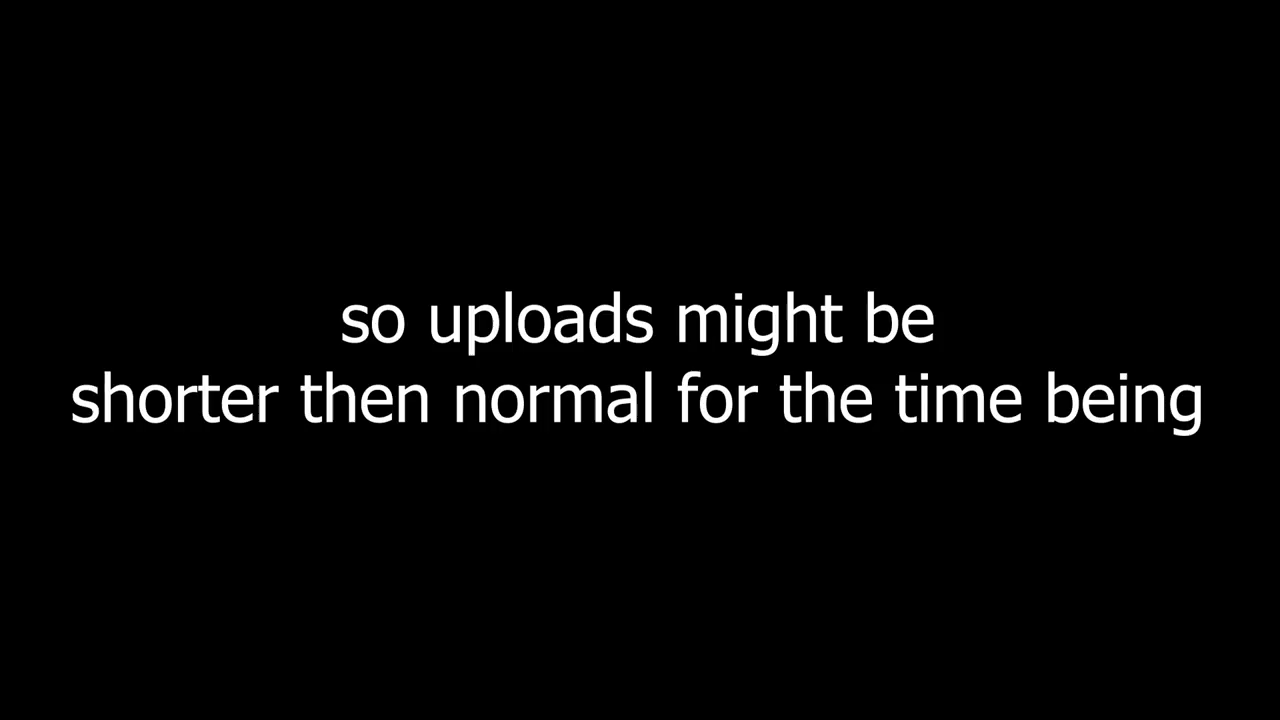 so uploads might be
shorter then normal for the time being